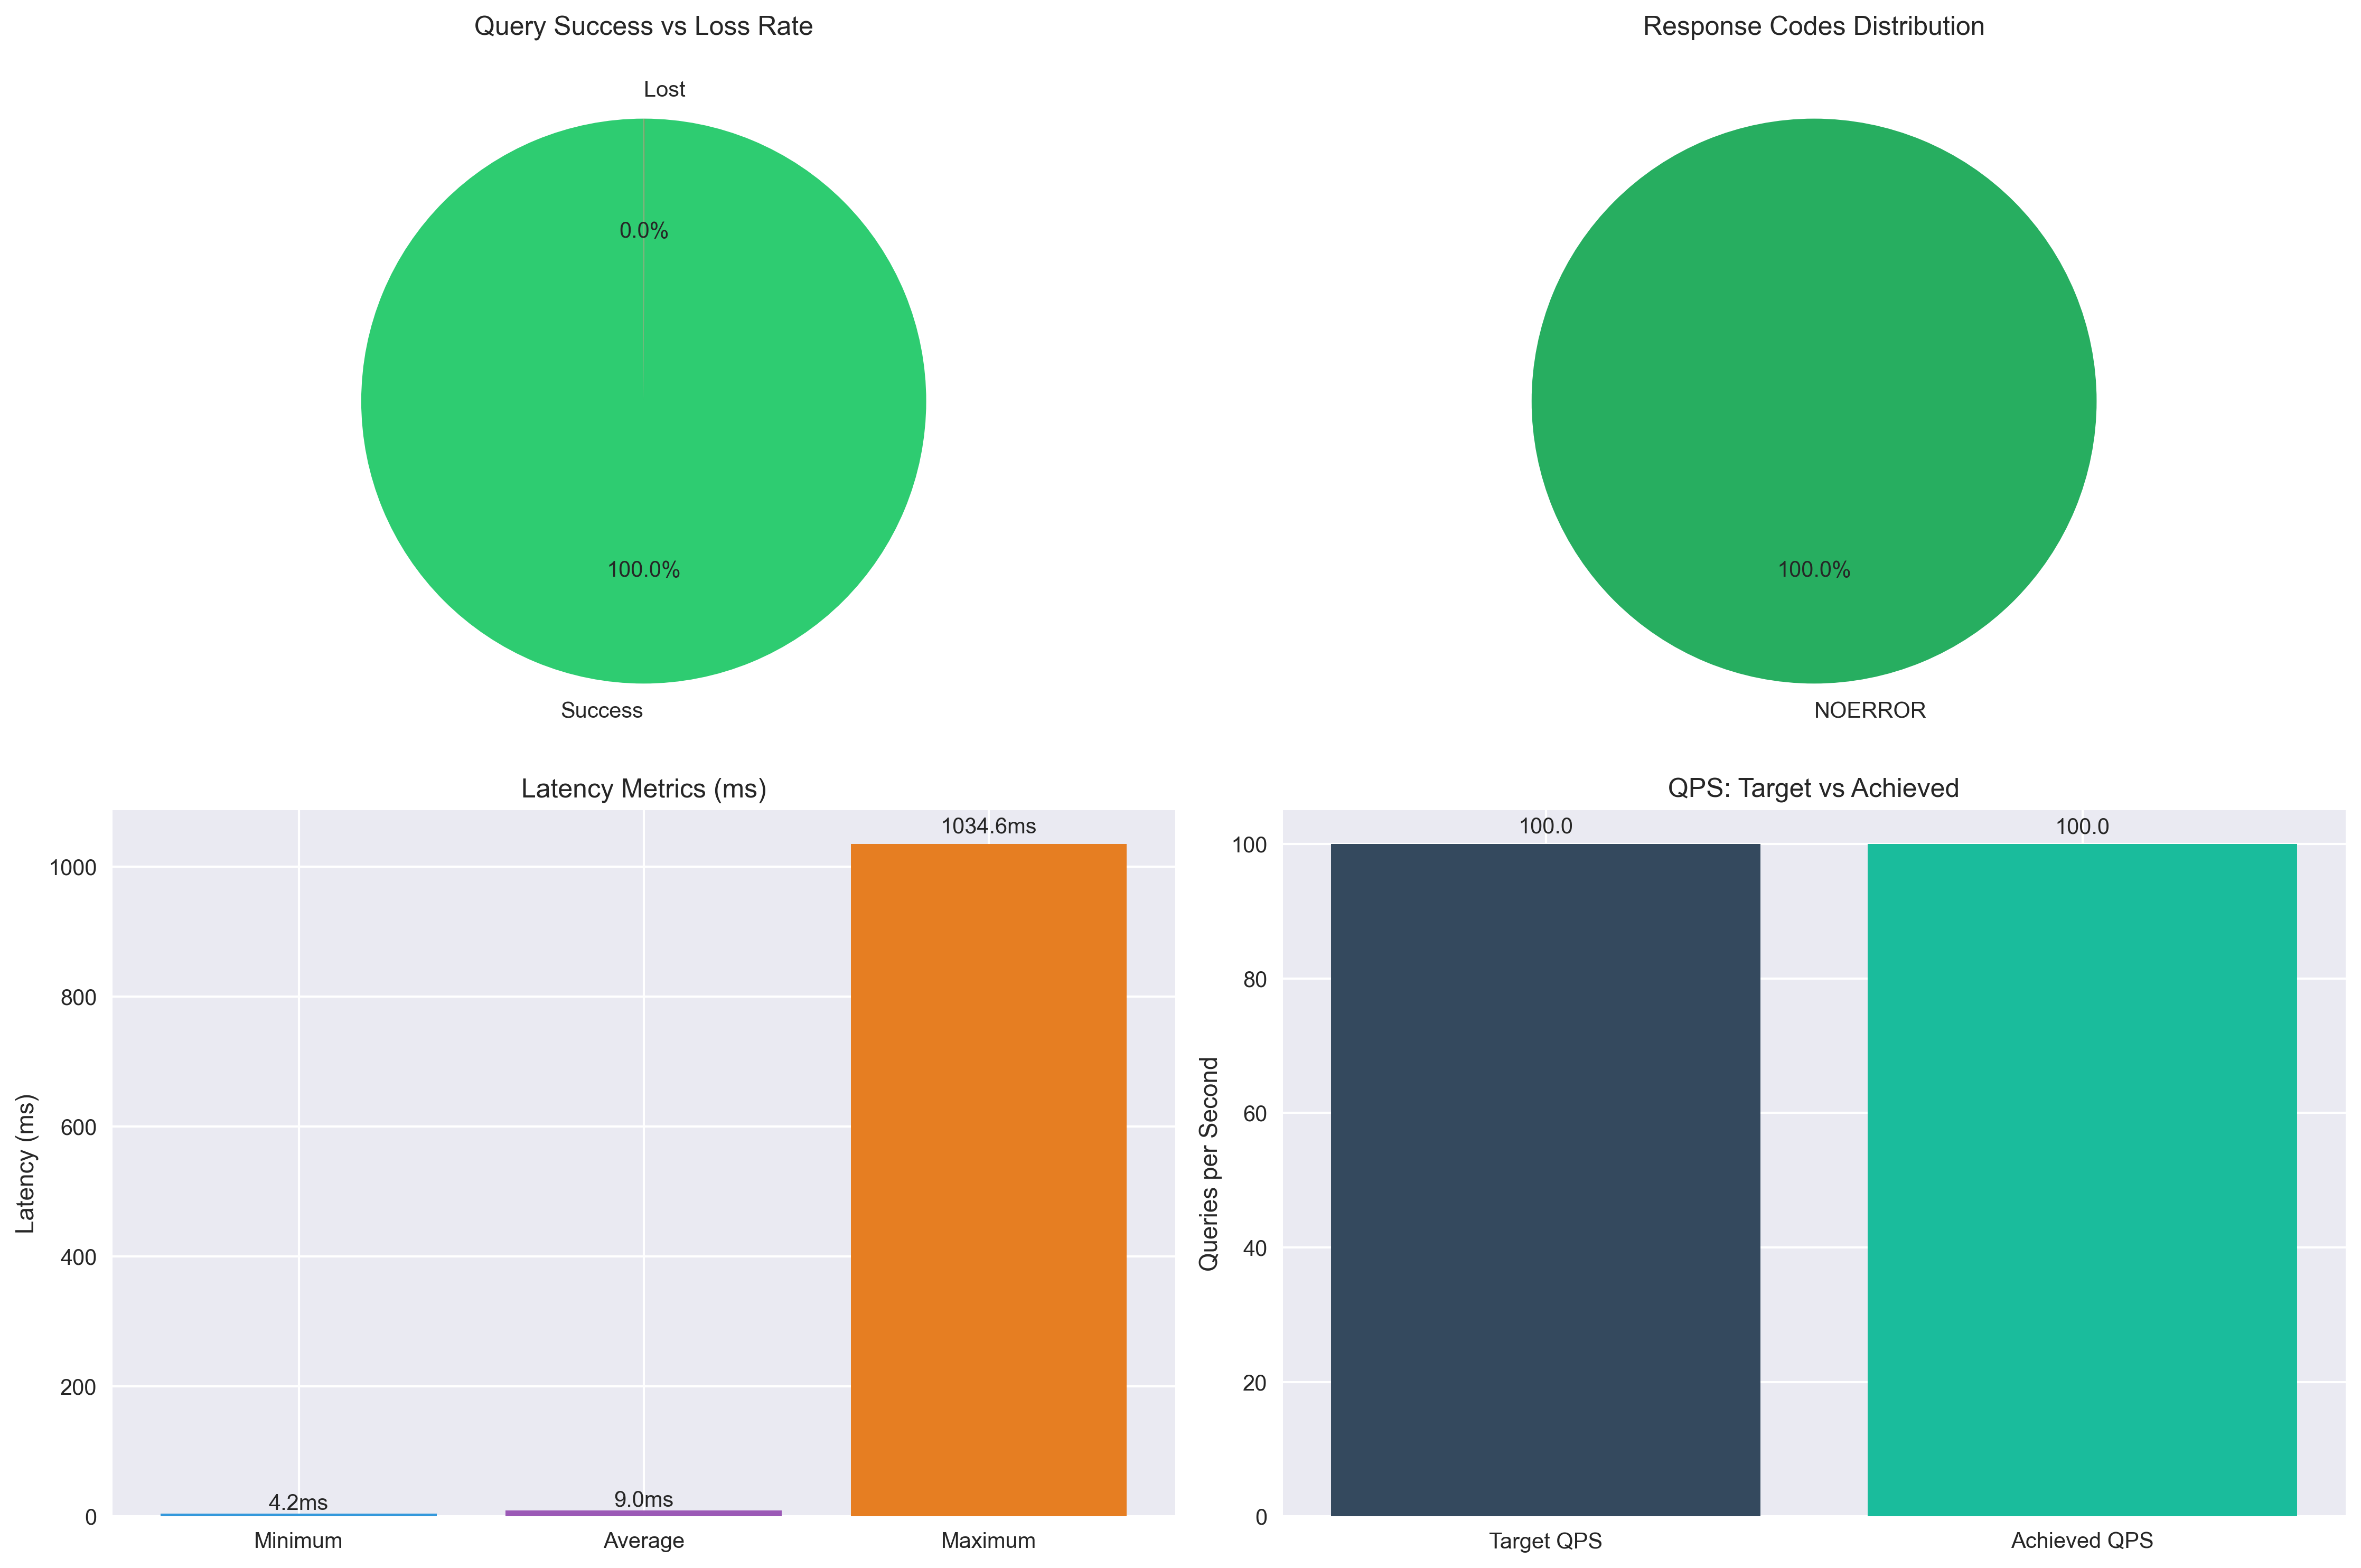 Query Success vs Loss Rate
Lost
0.0%
100.0%
Success
Response Codes Distribution
100.0%
NOERROR
Latency Metrics (ms)
Latency (ms)
1000
800
600
400
200
0
4.2ms
9.0ms
1034.6ms
Minimum
Average
Maximum
QPS: Target vs Achieved
Queries per Second
100
80
60
40
20
0
100.0
100.0
Target QPS
Achieved QPS